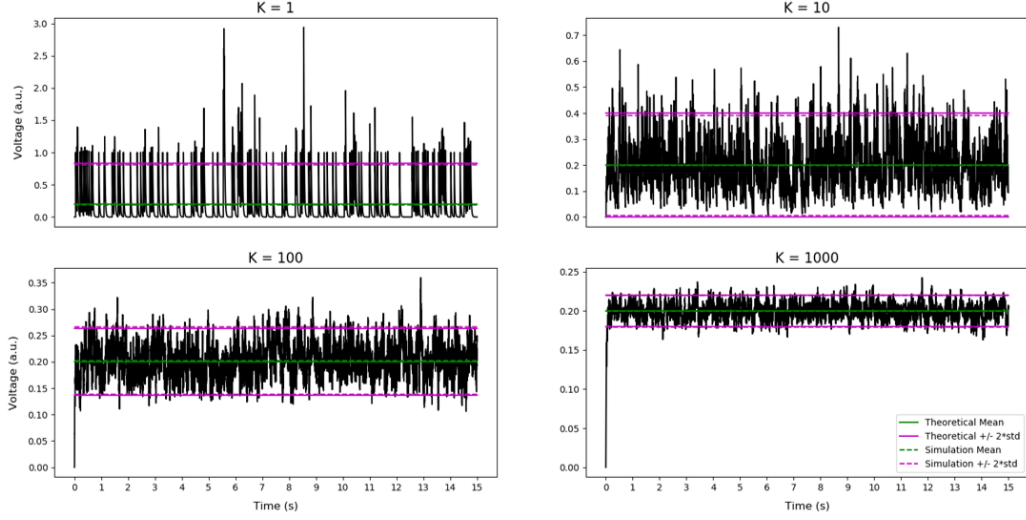 K = 1
K = 10
Voltage (a.u.)
3.0
2.5
2.0
1.5
1.0
0.5
0.0
0.7
0.6
0.5
0.4
0.3
0.2
0.1
0.0
K = 100
K = 1000
Voltage (a.u.)
0.35
0.30
0.25
0.20
0.15
0.10
0.05
0.00
0 1 2 3 4 5 6 7 8 9 10 11 12 13 14 15
Time (s)
0.25
0.20
0.15
0.10
0.05
0.00
Theoretical Mean
Theoretical +/- 2*std
Simulation Mean
Simulation +/- 2*std
0 1 2 3 4 5 6 7 8 9 10 11 12 13 14 15
Time (s)